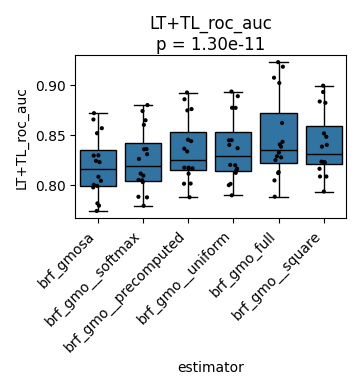 LT+TL_roc_auc
p = 1.30e-11
LT+TL_roc_auc
0.90
0.85
0.80
brf_gmosa
brf_gmo__softmax
brf_gmo__precomputed
brf_gmo__uniform
brf_gmo_full
brf_gmo__square
estimator